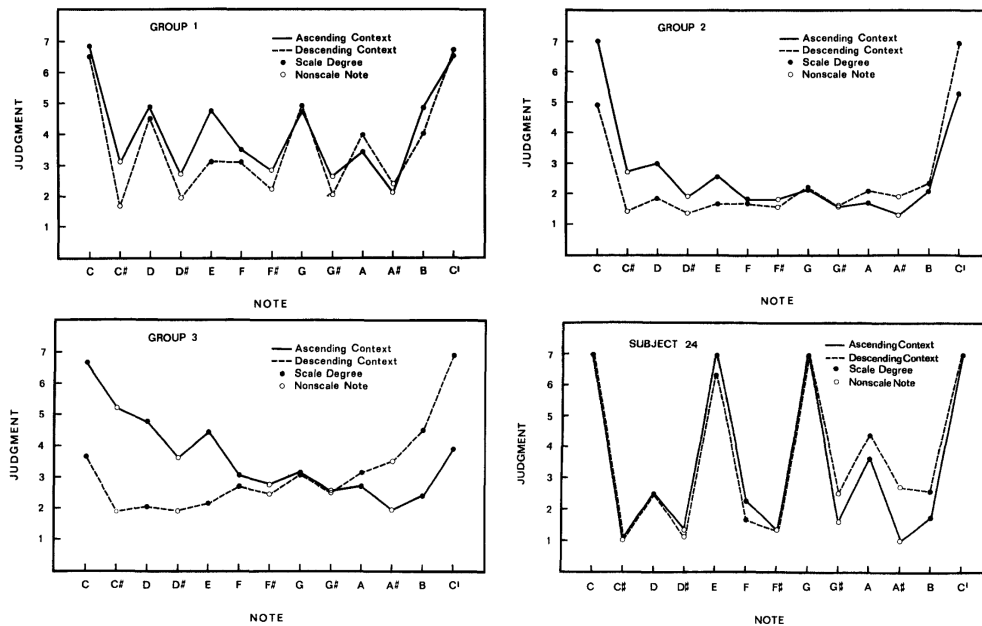 GROUP 1
Ascending Context
Descending Context
Scale Degree
Nonscale Note
JUDGMENT
7
6
5
4
3
2
1
C C# D D# E F F# G G# A A# B C'
NOTE
GROUP 2
Ascending Context
Descending Context
Scale Degree
Nonscale Note
JUDGMENT
7
6
5
4
3
2
1
C C# D D# E F F# G G# A A# B C'
NOTE
GROUP 3
Ascending Context
Descending Context
Scale Degree
Nonscale Note
JUDGMENT
7
6
5
4
3
2
1
C C# D D# E F F# G G# A A# B C'
NOTE
SUBJECT 24
Ascending Context
Descending Context
Scale Degree
Nonscale Note
JUDGMENT
7
6
5
4
3
2
1
C C# D D# E F F# G G# A A# B C'
NOTE